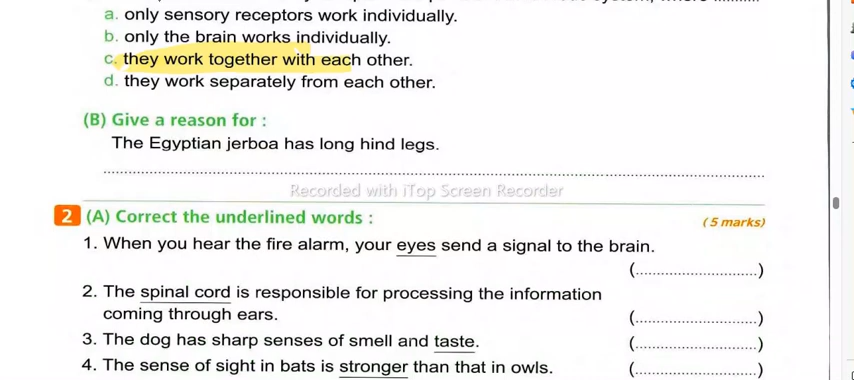 a. only sensory receptors work individually.
b. only the brain works individually.
c. they work together with each other.
d. they work separately from each other.
(B) Give a reason for :
The Egyptian jerboa has long hind legs.
Recorded with iTop Screen Recorder
2 (A) Correct the underlined words :
(5 marks)
1. When you hear the fire alarm, your eyes send a signal to the brain.
(............................)
2. The spinal cord is responsible for processing the information
coming through ears.
(............................)
3. The dog has sharp senses of smell and taste.
(............................)
4. The sense of sight in bats is stronger than that in owls.
(............................)